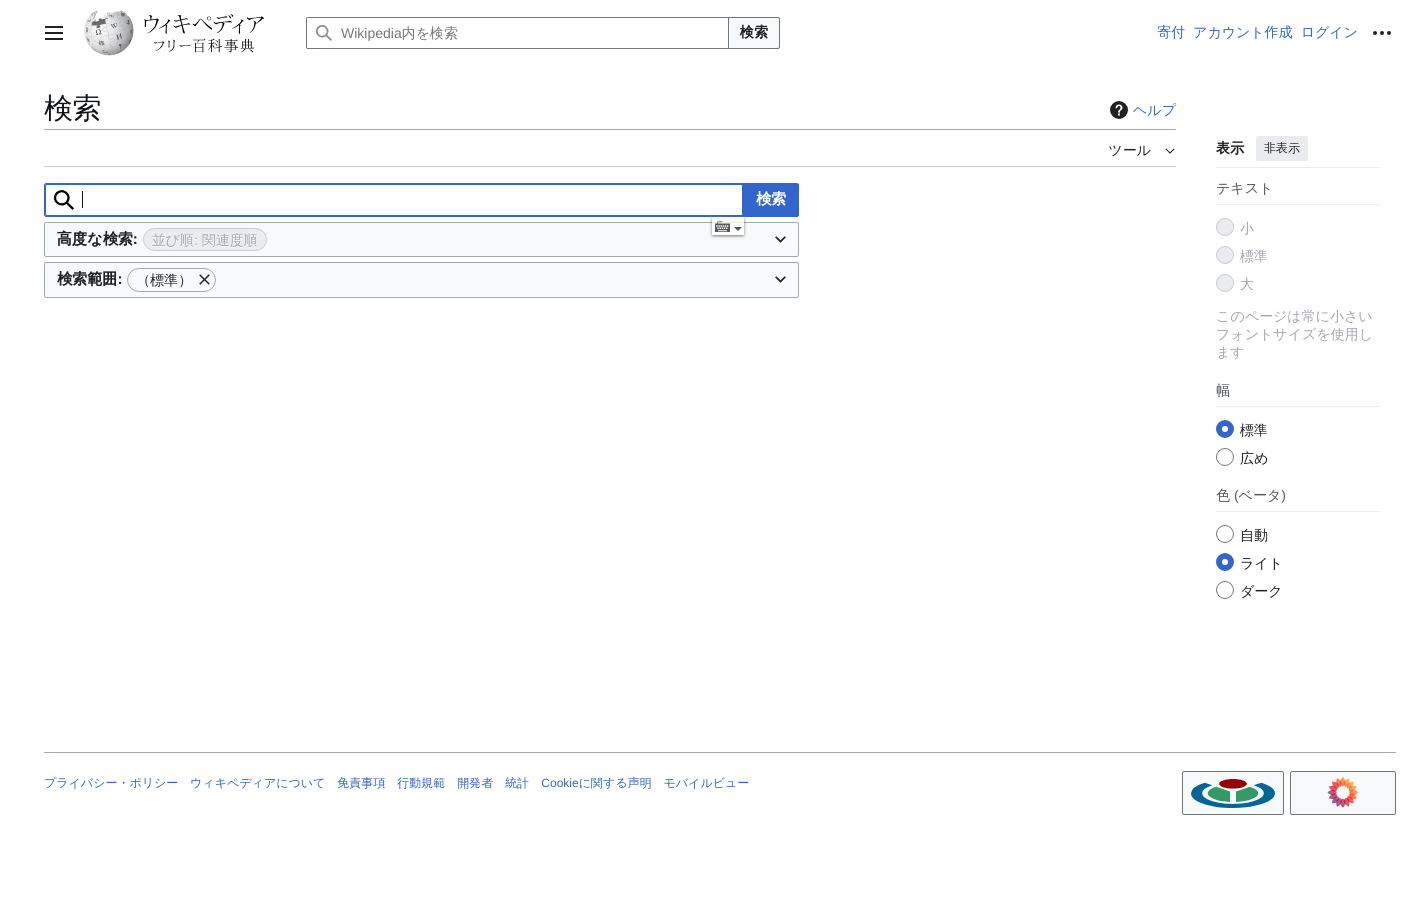 ウィキペディア
フリー百科事典
Wikipedia内を検索
検索
寄付 アカウント作成 ログイン
検索
ヘルプ
ツール
検索
高度な検索: 並び順: 関連度順
検索範囲: （標準）
表示 非表示
テキスト
小
標準
大
このページは常に小さい
フォントサイズを使用し
ます
幅
標準
広め
色 (ベータ)
自動
ライト
ダーク
プライバシー・ポリシー ウィキペディアについて 免責事項 行動規範 開発者 統計 Cookieに関する声明 モバイルビュー